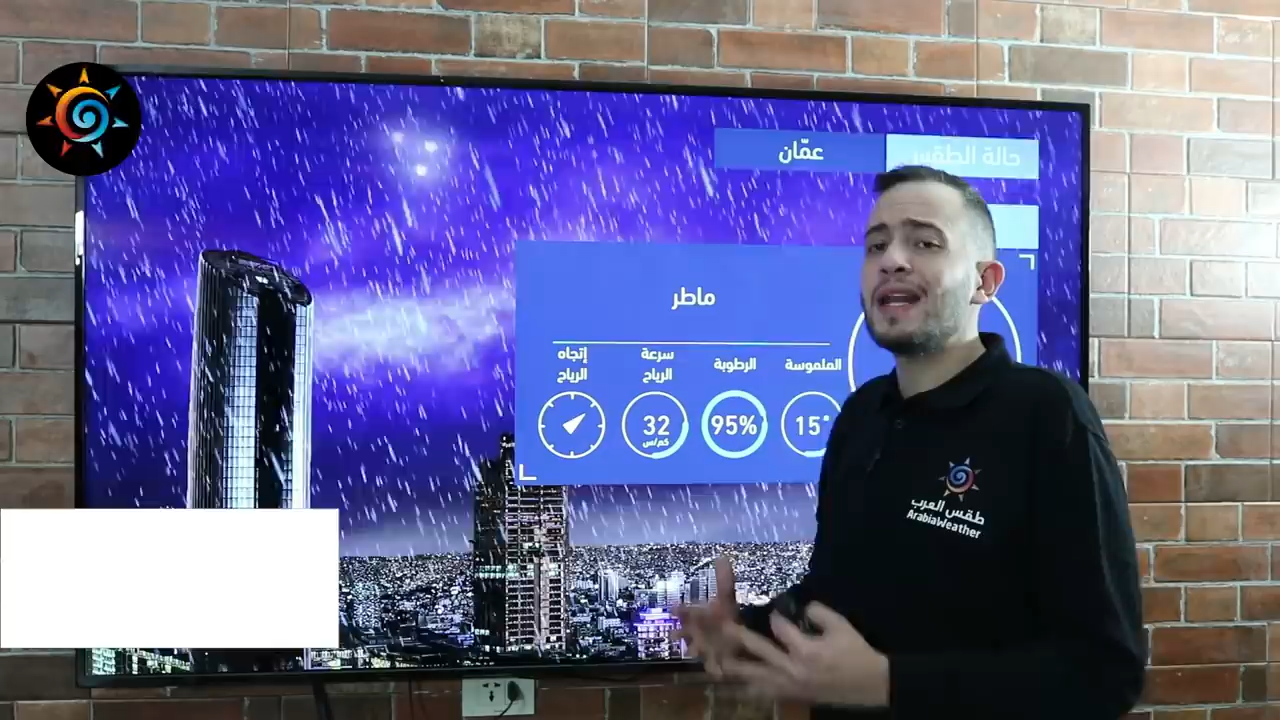 حالة الطقس
عمّان
ماطر
الملموسة
الرطوبة
سرعة
الرياح
إتجاه
الرياح
15°
95%
32
كم/س
طقس العرب
ArabiaWeather